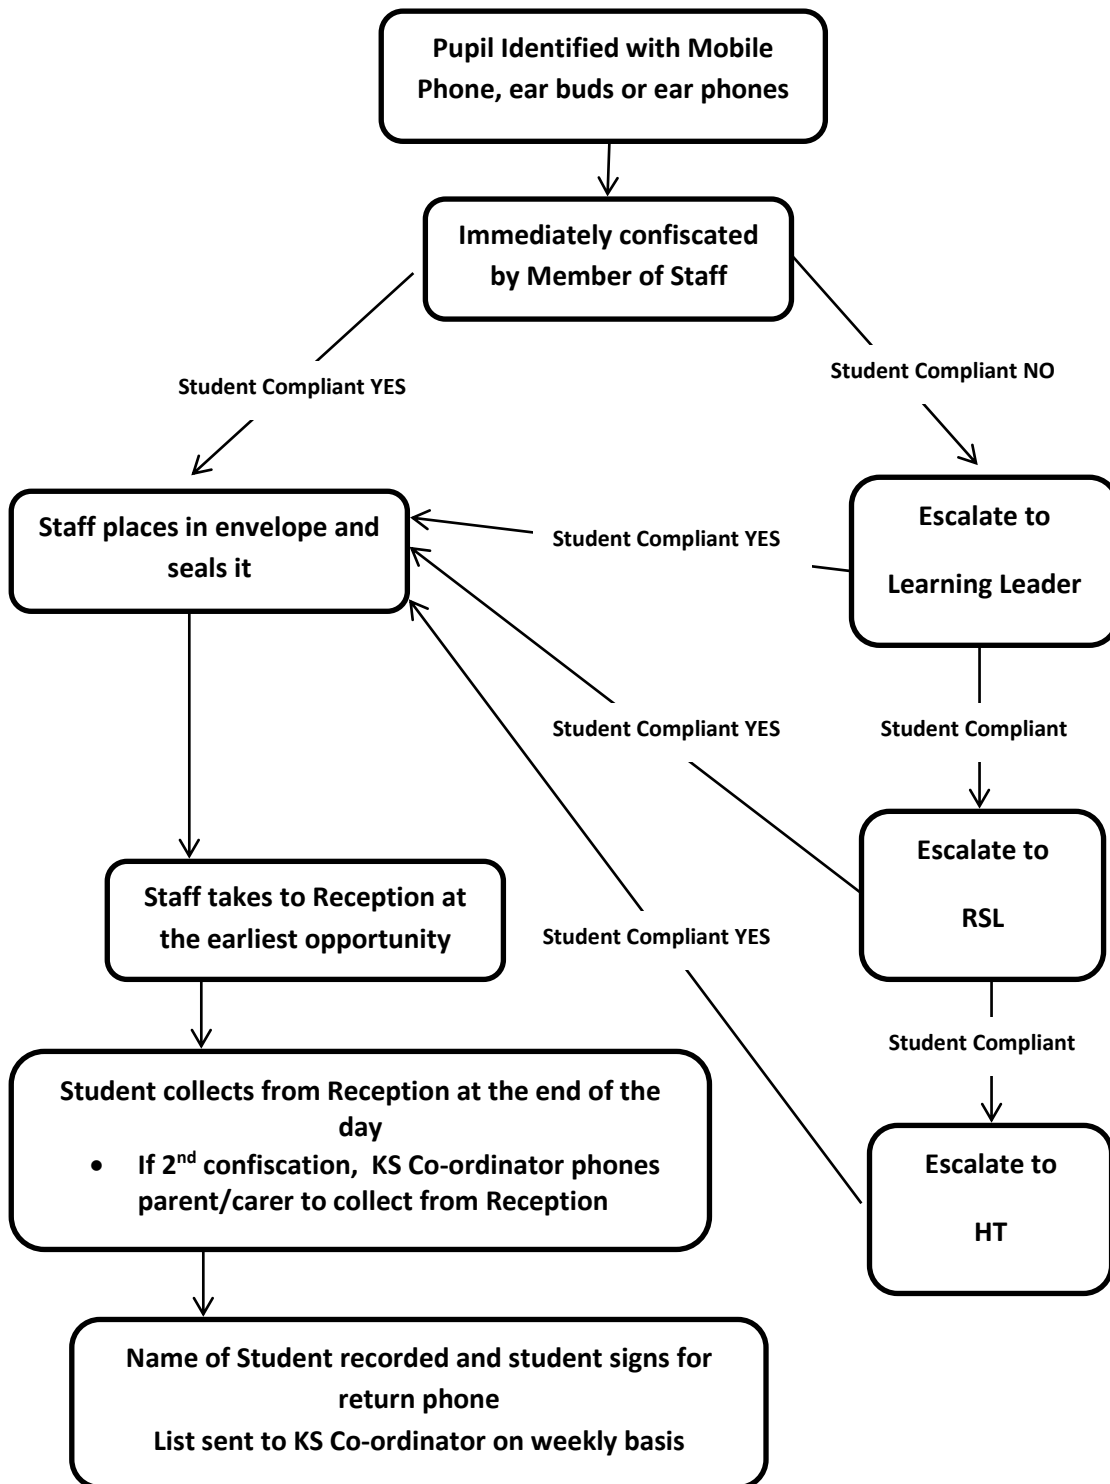 Pupil Identified with Mobile
Phone, ear buds or ear phones
Immediately confiscated
by Member of Staff
Student Compliant YES
Student Compliant NO
Staff places in envelope and
seals it
Student Compliant YES
Escalate to
Learning Leader
Student Compliant YES
Student Compliant
Escalate to
RSL
Staff takes to Reception at
the earliest opportunity
Student Compliant YES
Student Compliant
Student collects from Reception at the end of the
day
• If 2nd confiscation, KS Co-ordinator phones
parent/carer to collect from Reception
Escalate to
HT
Name of Student recorded and student signs for
return phone
List sent to KS Co-ordinator on weekly basis